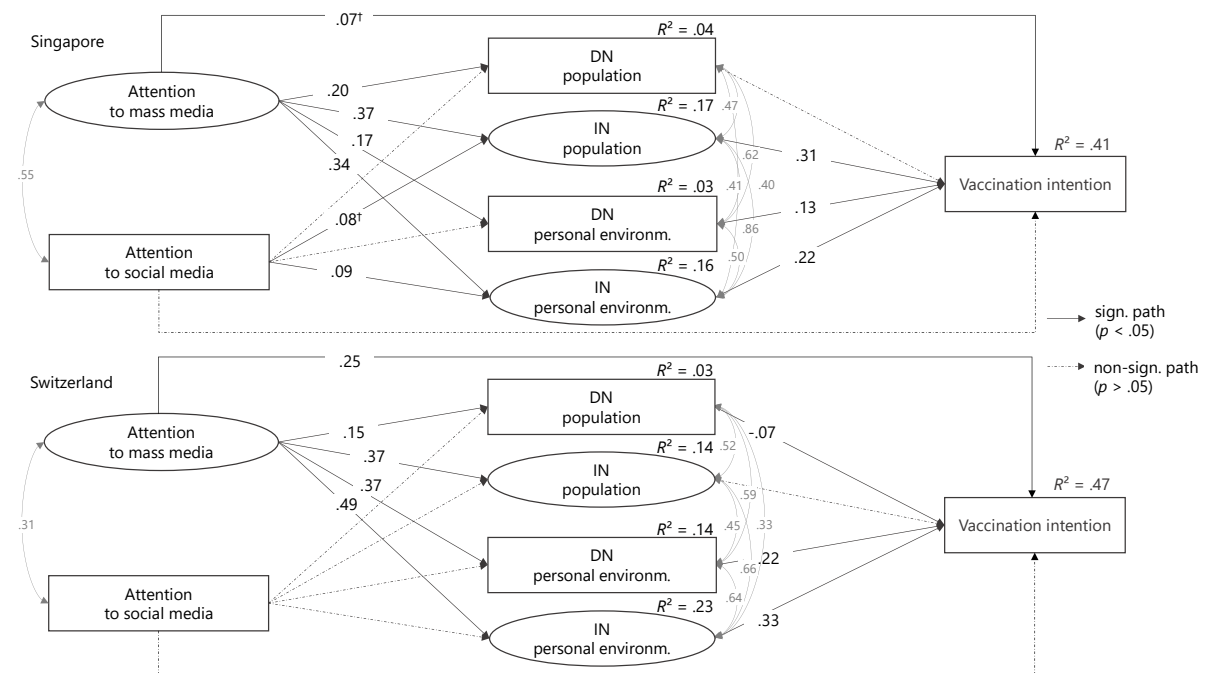 .07†
Singapore
R² = .04
DN
population
Attention
to mass media
.20
.37
.17
.34
R² = .17
.47
IN
population
.62
.31
R² = .41
Vaccination intention
.55
.41
.40
R² = .03
DN
personal environm.
.13
.08†
.86
Attention
to social media
.09
R² = .16
.50
.22
IN
personal environm.
sign. path
(p < .05)
non-sign. path
(p > .05)
.25
Switzerland
R² = .03
DN
population
-.07
Attention
to mass media
.15
.37
.37
.49
R² = .14
.52
IN
population
.59
R² = .47
Vaccination intention
.31
.45
.33
R² = .14
DN
personal environm.
.22
.66
Attention
to social media
R² = .23
.64
.33
IN
personal environm.